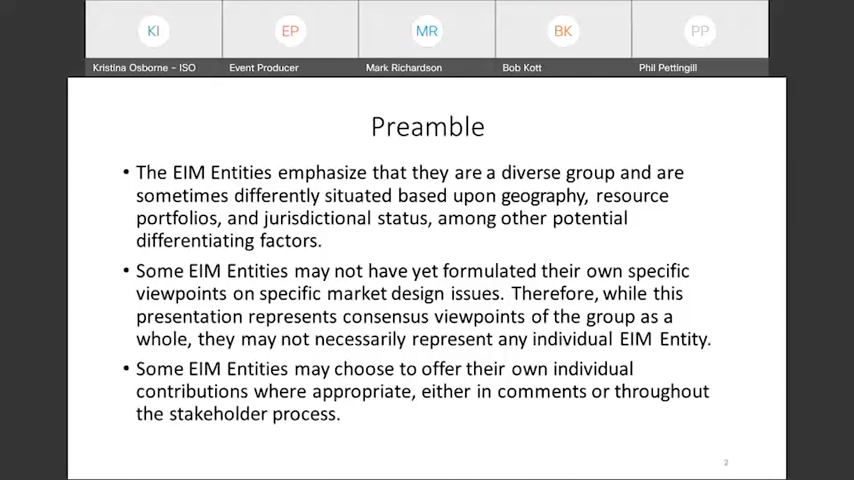 KI EP MR BK PP
Kristina Osborne - ISO Event Producer Mark Richardson Bob Kott Phil Pettingill
Preamble
• The EIM Entities emphasize that they are a diverse group and are
sometimes differently situated based upon geography, resource
portfolios, and jurisdictional status, among other potential
differentiating factors.
• Some EIM Entities may not have yet formulated their own specific
viewpoints on specific market design issues. Therefore, while this
presentation represents consensus viewpoints of the group as a
whole, they may not necessarily represent any individual EIM Entity.
• Some EIM Entities may choose to offer their own individual
contributions where appropriate, either in comments or throughout
the stakeholder process.
2